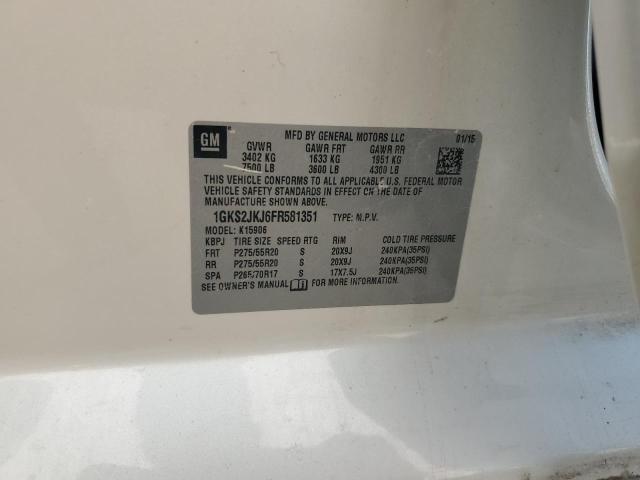 GM
MFD BY GENERAL MOTORS LLC 01/15
GVWR GAWR FRT GAWR RR
3402 KG 1633 KG 1951 KG
7500 LB 3600 LB 4300 LB
THIS VEHICLE CONFORMS TO ALL APPLICABLE U.S. FEDERAL MOTOR
VEHICLE SAFETY STANDARDS IN EFFECT ON THE DATE OF
MANUFACTURE SHOWN ABOVE.
1GKS2JKJ6FR581351 TYPE: M.P.V.
MODEL: K15906
KBPJ TIRE SIZE SPEED RTG RIM COLD TIRE PRESSURE
FRT P275/55R20 S 20X9J 240KPA(35PSI)
RR P275/55R20 S 20X9J 240KPA(35PSI)
SPA P265/70R17 S 17X7.5J 240KPA(35PSI)
SEE OWNER'S MANUAL FOR MORE INFORMATION.